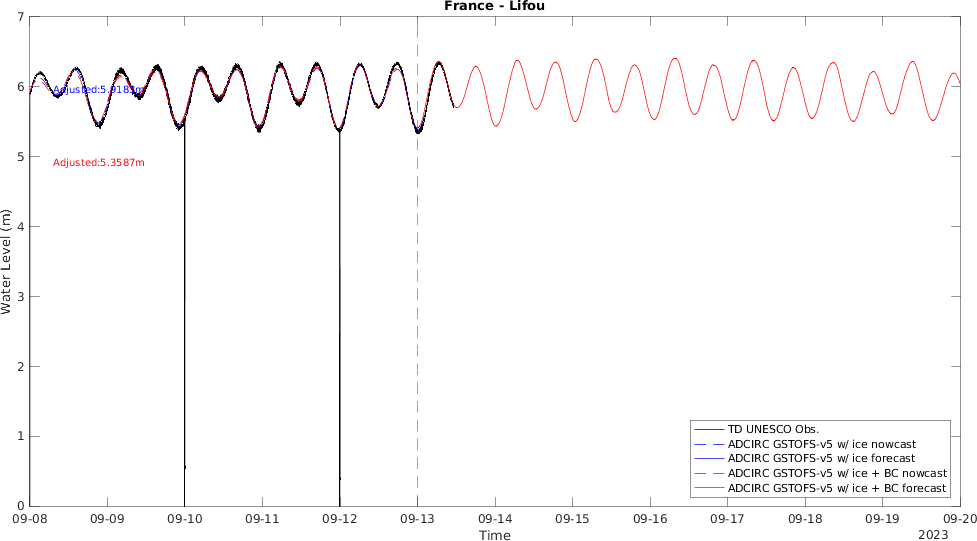 France - Lifou
Water Level (m)
7
6
5
4
3
2
1
0
Adjusted:5.9183m
Adjusted:5.3587m
TD UNESCO Obs.
ADCIRC GSTOFS-v5 w/ ice nowcast
ADCIRC GSTOFS-v5 w/ ice forecast
ADCIRC GSTOFS-v5 w/ ice + BC nowcast
ADCIRC GSTOFS-v5 w/ ice + BC forecast
09-08 09-09 09-10 09-11 09-12 09-13 09-14 09-15 09-16 09-17 09-18 09-19 09-20
Time
2023